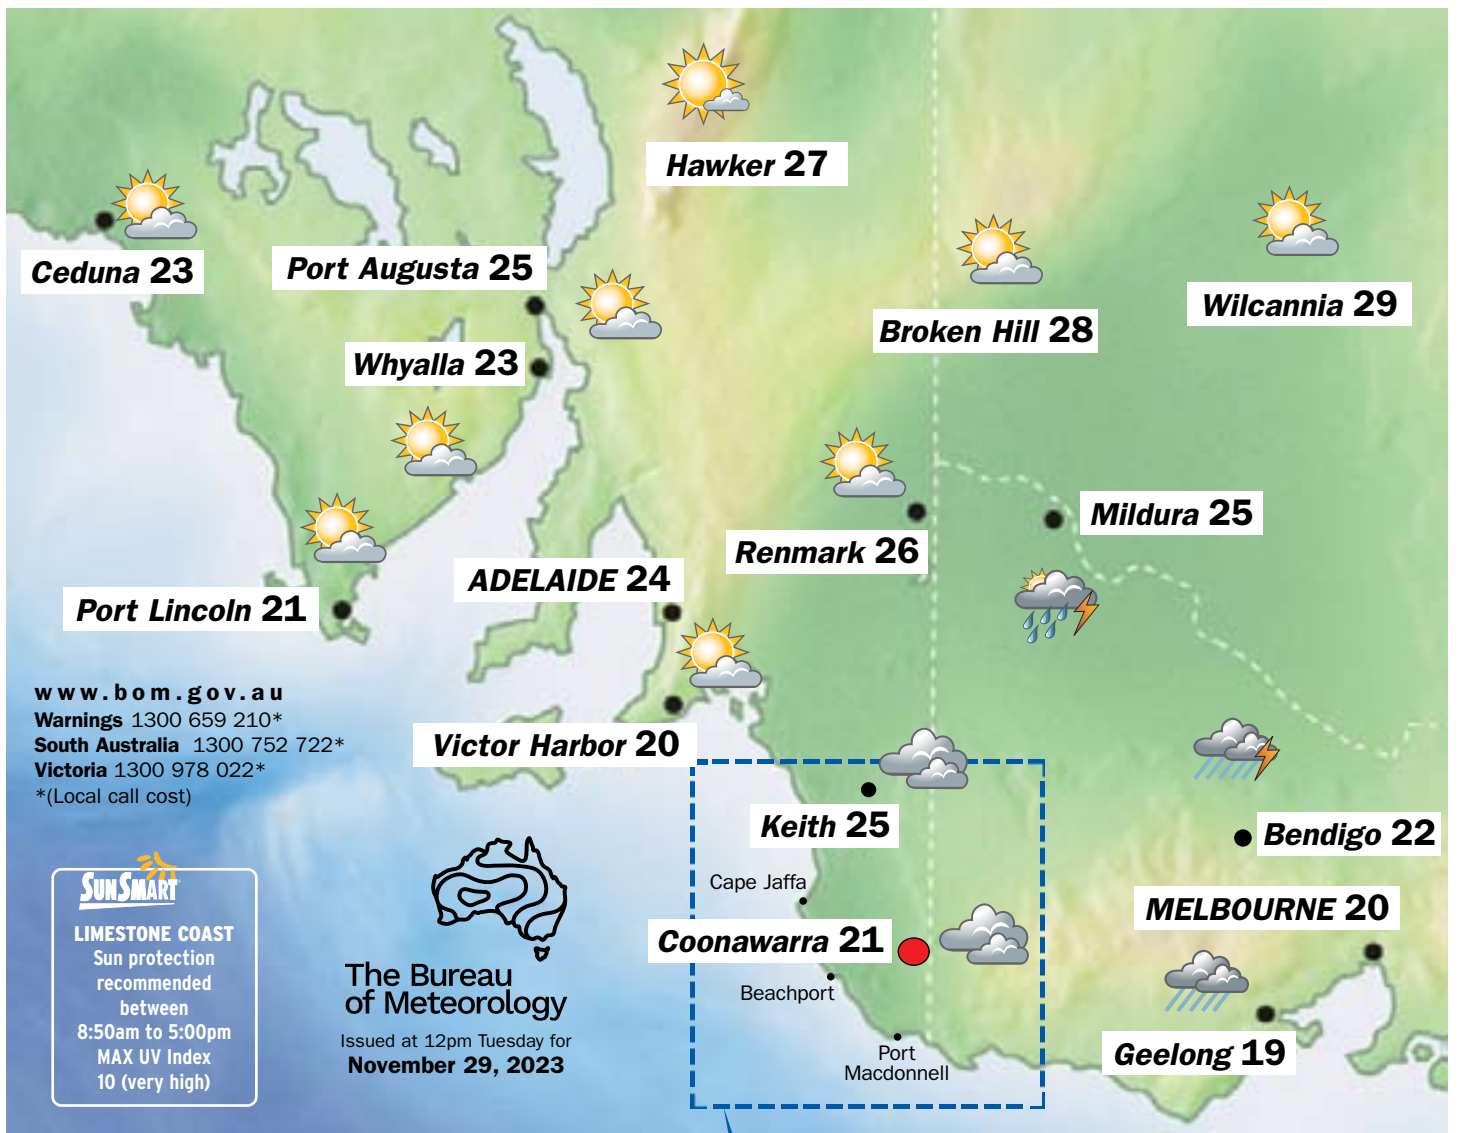 Hawker 27
Ceduna 23
Port Augusta 25
Broken Hill 28
Wilcannia 29
Whyalla 23
Mildura 25
Renmark 26
ADELAIDE 24
Port Lincoln 21
www.bom.gov.au
Warnings 1300 659 210*
South Australia 1300 752 722*
Victoria 1300 978 022*
*(Local call cost)
Victor Harbor 20
Keith 25
Bendigo 22
Cape Jaffa
MELBOURNE 20
Coonawarra 21
Beachport
Geelong 19
Port
Macdonnell
SUNSMART
LIMESTONE COAST
Sun protection
recommended
between
8:50am to 5:00pm
MAX UV Index
10 (very high)
The Bureau
of Meteorology
Issued at 12pm Tuesday for
November 29, 2023